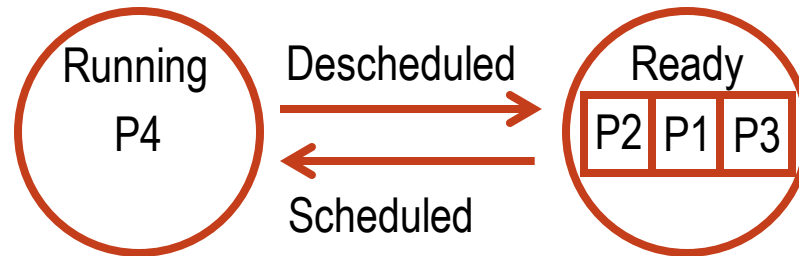 Running
P4
Descheduled
Scheduled
Ready
P2 P1 P3